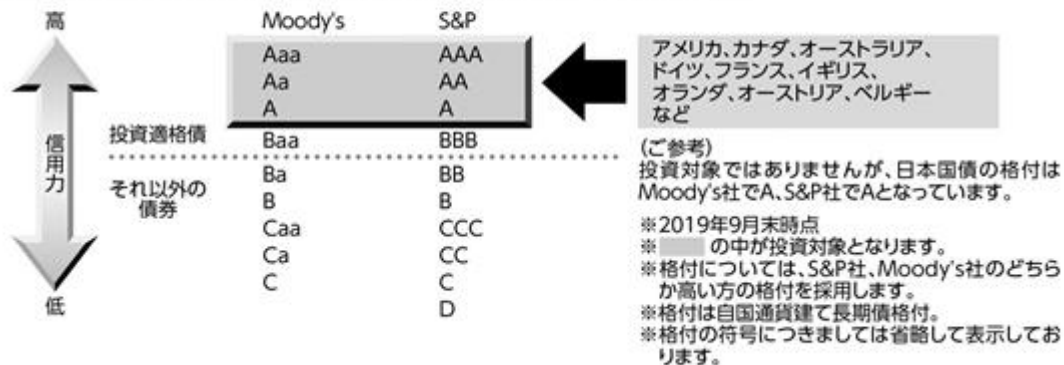 高
Moody's S&P
Aaa AAA
Aa AA
A A
投資適格債 Baa BBB
信用力
それ以外の
債券
Ba BB
B B
Caa CCC
Ca CC
C C
D
低
アメリカ、カナダ、オーストラリア、
ドイツ、フランス、イギリス、
オランダ、オーストリア、ベルギー
など
(ご参考)
投資対象ではありませんが、日本国債の格付は
Moody's社でA、S&P社でAとなっています。
※2019年9月末時点
※ の中が投資対象となります。
※格付については、S&P社、Moody's社のどちら
か高い方の格付を採用します。
※格付は自国通貨建て長期債格付。
※格付の符号につきましては省略して表示してお
ります。